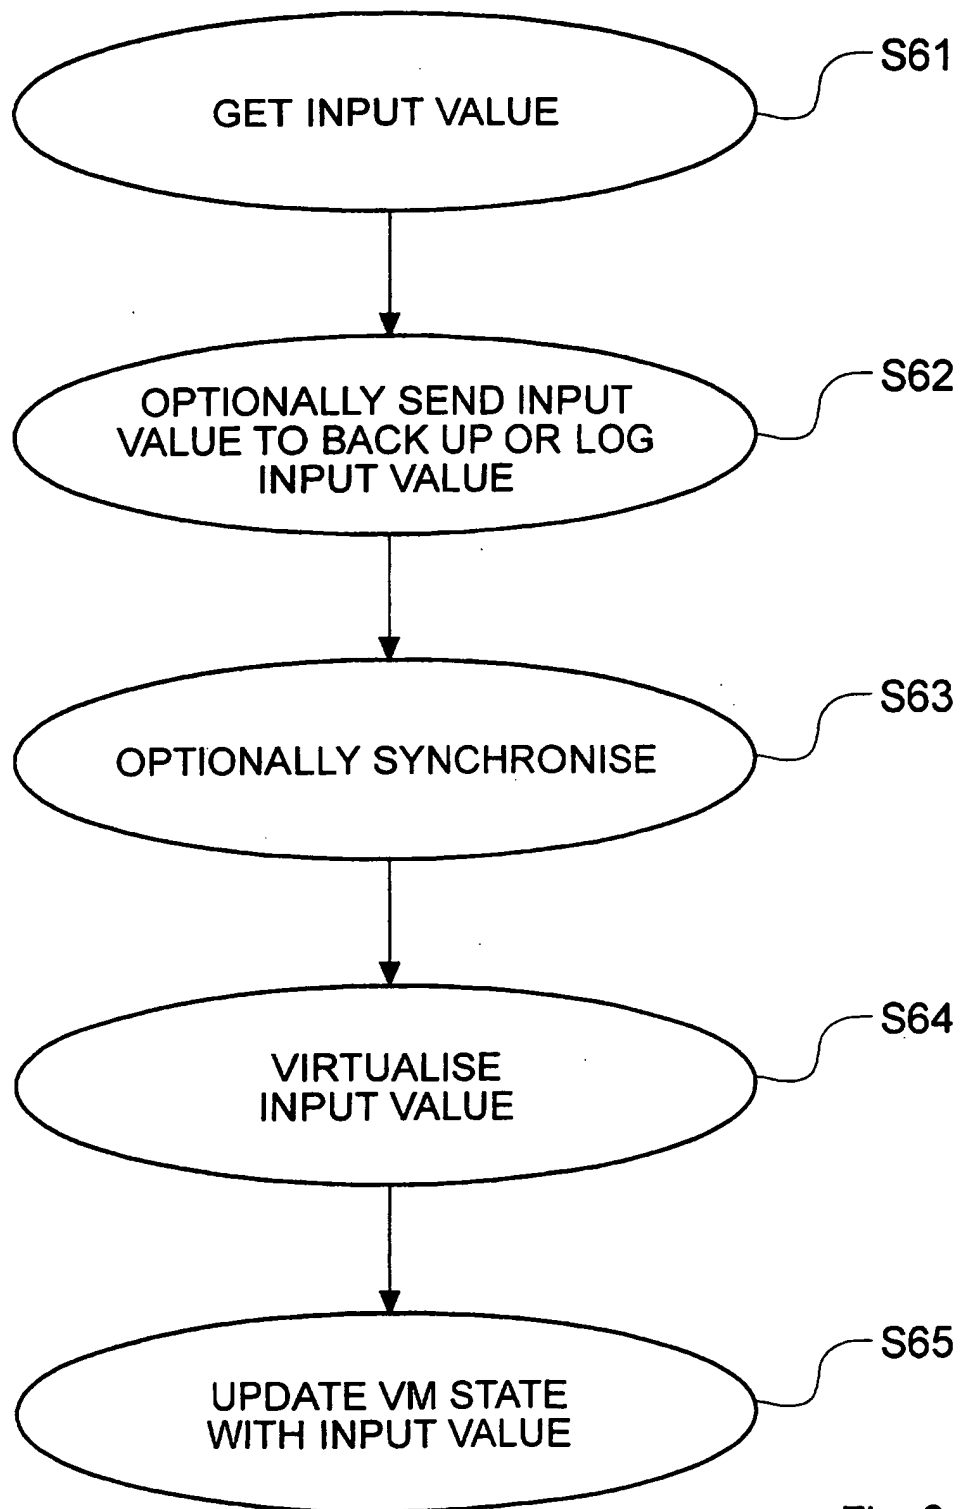 GET INPUT VALUE
S61
OPTIONALLY SEND INPUT
VALUE TO BACK UP OR LOG
INPUT VALUE
S62
OPTIONALLY SYNCHRONISE
S63
VIRTUALISE
INPUT VALUE
S64
UPDATE VM STATE
WITH INPUT VALUE
S65